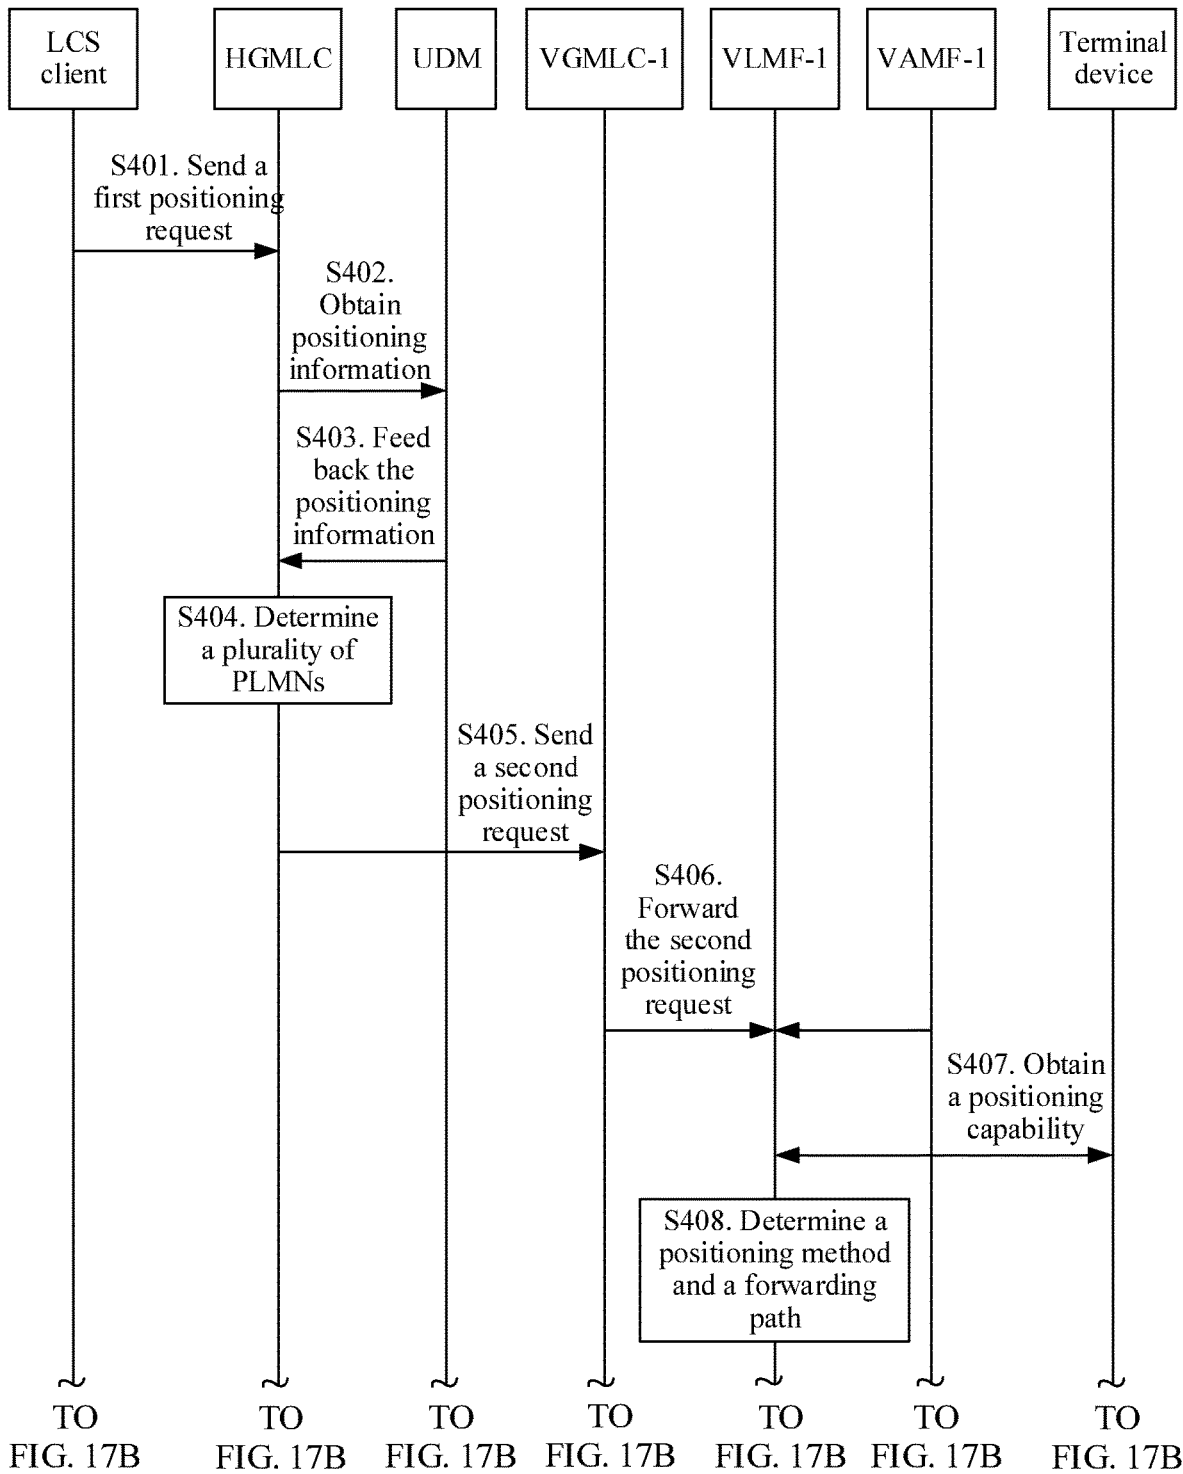 LCS
client
HGMLC
UDM
VGMLC-1
VLMF-1
VAMF-1
Terminal
device
S401. Send a
first positioning
request
S402.
Obtain
positioning
information
S403. Feed
back the
positioning
information
S404. Determine
a plurality of
PLMNs
S405. Send
a second
positioning
request
S406.
Forward
the second
positioning
request
S407. Obtain
a positioning
capability
S408. Determine a
positioning method
and a forwarding
path
TO
FIG. 17B
TO
FIG. 17B
TO
FIG. 17B
TO
FIG. 17B
TO
FIG. 17B
TO
FIG. 17B
TO
FIG. 17B